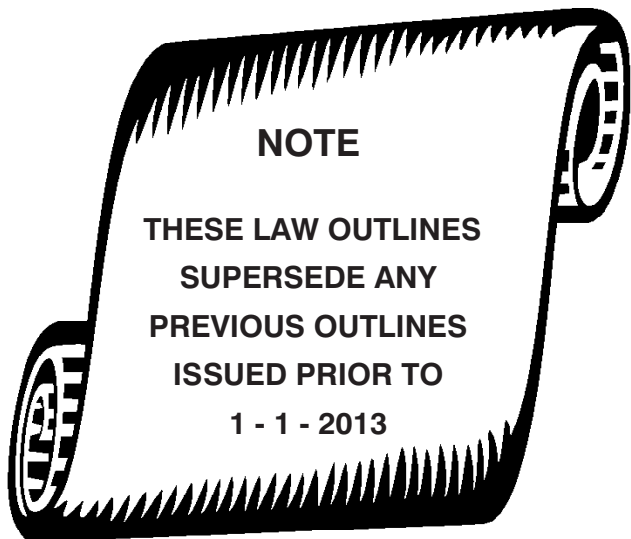 NOTE
THESE LAW OUTLINES
SUPERSEDE ANY
PREVIOUS OUTLINES
ISSUED PRIOR TO
1 - 1 - 2013